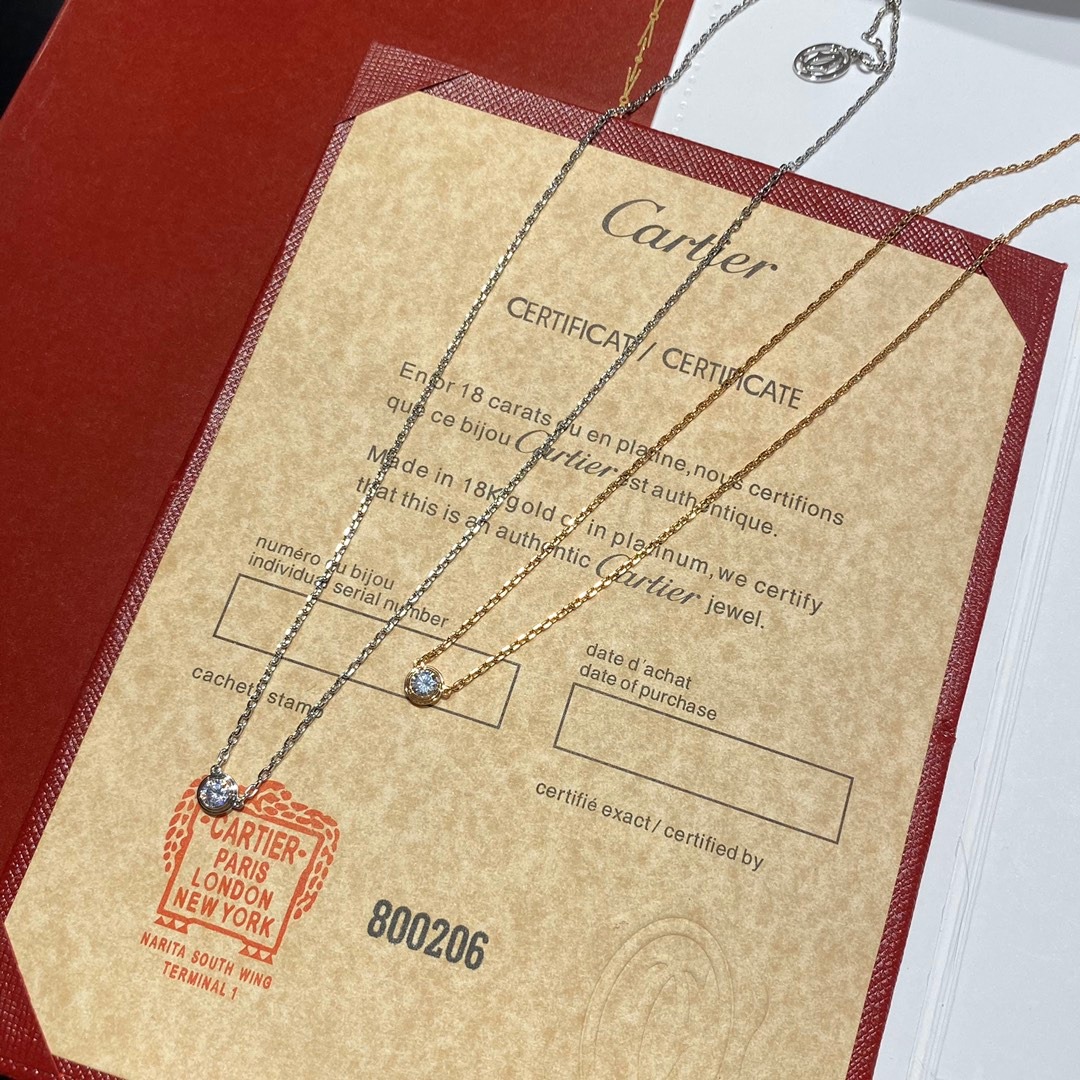 Cartier
CERTIFICAT / CERTIFICATE
En or 18 carats ou en platine, nous certifions
que ce bijou Cartier est authentique.
Made in 18K gold or in platinum, we certify
that this is an authentic Cartier jewel.
numéro du bijou
individual serial number
date d'achat
date of purchase
cachet / stamp
certifié exact / certified by
CARTIER-
PARIS
LONDON
NEW YORK
NARITA SOUTH WING
TERMINAL 1
800206